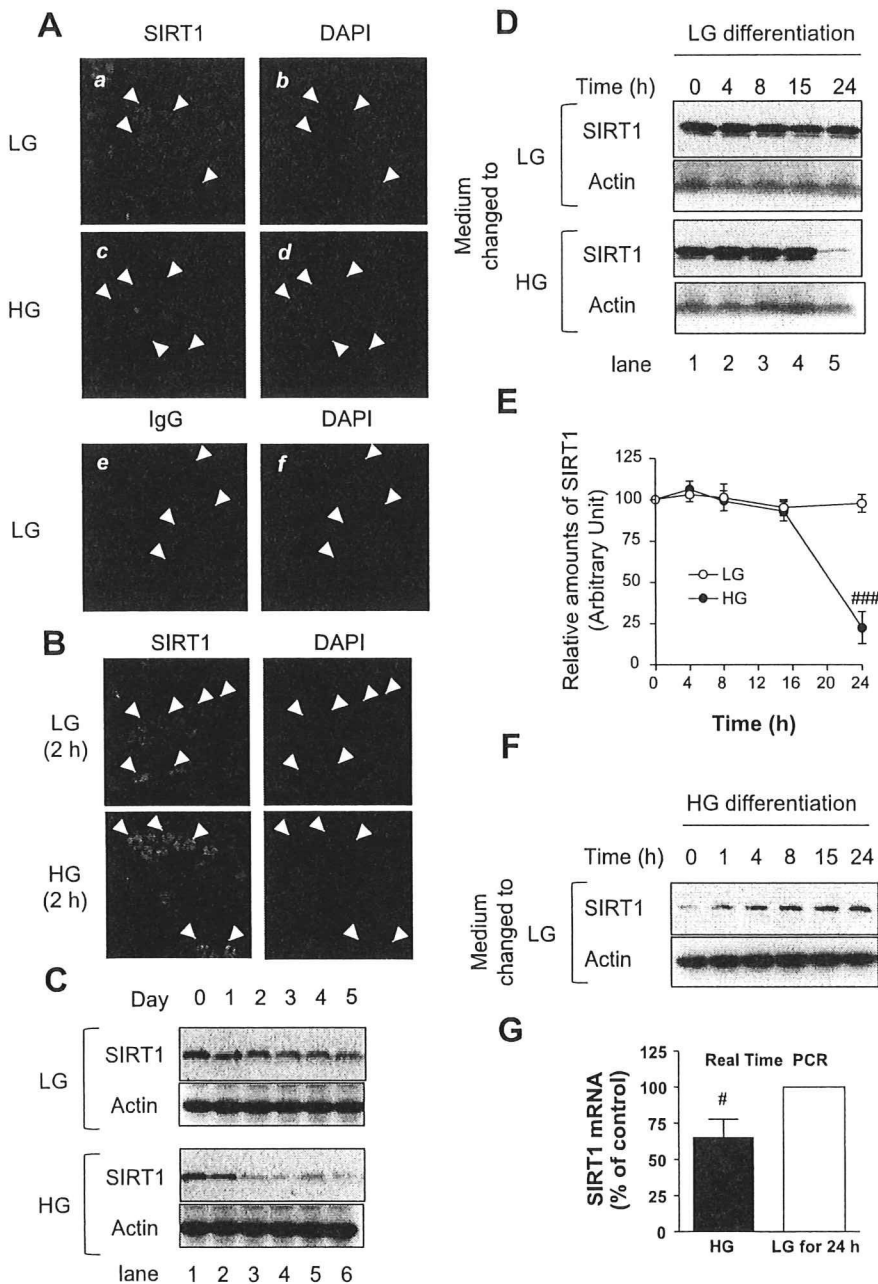 A
SIRT1 DAPI
LG
a b
HG
c d
IgG DAPI
LG
e f
B
SIRT1 DAPI
LG
(2 h)
HG
(2 h)
C
Day 0 1 2 3 4 5
LG
SIRT1
Actin
HG
SIRT1
Actin
lane 1 2 3 4 5 6
D
LG differentiation
Time (h) 0 4 8 15 24
Medium
changed to
LG
SIRT1
Actin
HG
SIRT1
Actin
lane 1 2 3 4 5
E
Relative amounts of SIRT1
(Arbitrary Unit)
125
100
75
50
25
0
LG
HG
###
0 4 8 12 16 20 24
Time (h)
F
HG differentiation
Time (h) 0 1 4 8 15 24
Medium
changed to
LG
SIRT1
Actin
G
SIRT1 mRNA
(% of control)
125
100
75
50
25
0
Real Time PCR
#
HG LG for 24 h